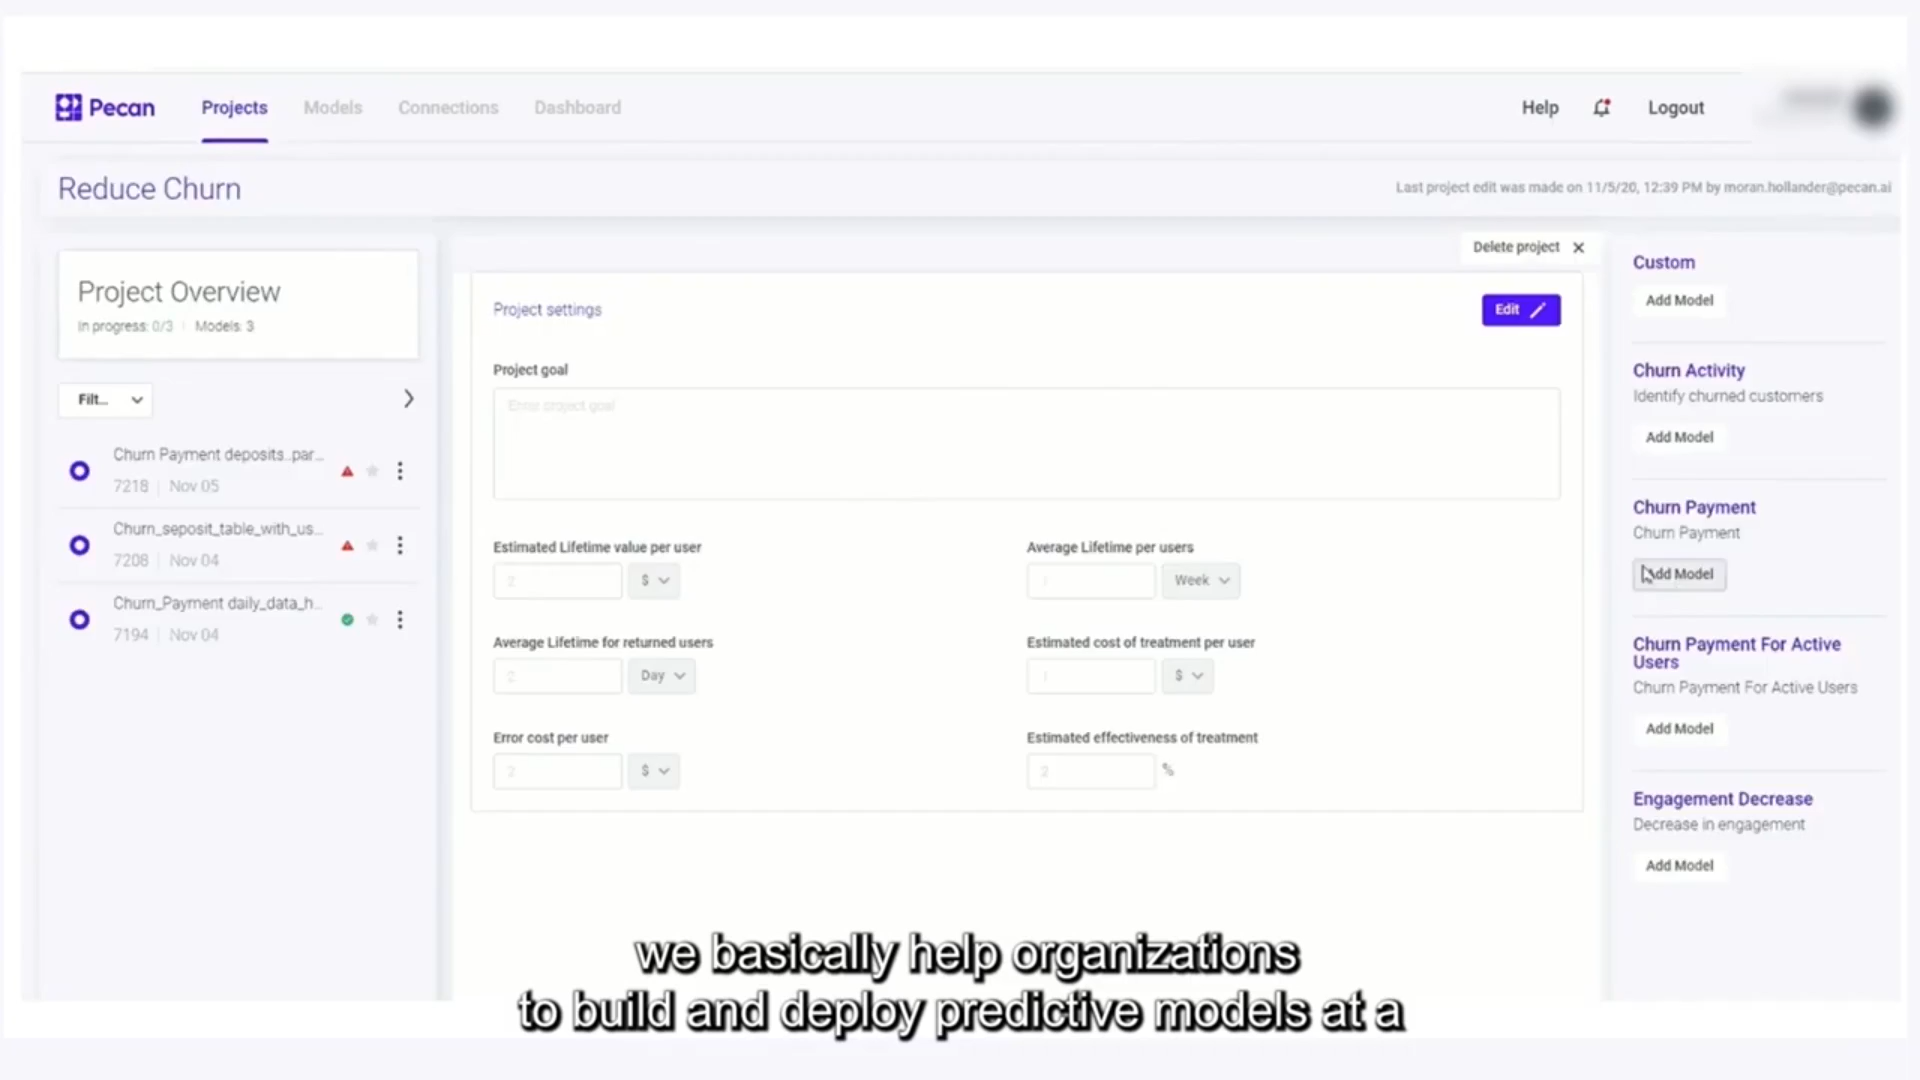 Pecan
Projects
Models
Connections
Dashboard
Help
Logout
Reduce Churn
Last project edit was made on 11/5/20, 12:39 PM by moran.hollander@pecan.ai
Project Overview
In progress: 0/3 | Models: 3
Filt...
Churn Payment deposits..par...
7218 | Nov 05
Churn_seposit_table_with_us...
7208 | Nov 04
Churn_Payment daily_data_h...
7194 | Nov 04
Delete project
Project settings
Edit
Project goal
Enter project goal
Estimated Lifetime value per user
2
$
Average Lifetime per users
1
Week
Average Lifetime for returned users
2
Day
Estimated cost of treatment per user
1
$
Error cost per user
2
$
Estimated effectiveness of treatment
2
%
Custom
Add Model
Churn Activity
Identify churned customers
Add Model
Churn Payment
Churn Payment
Add Model
Churn Payment For Active
Users
Churn Payment For Active Users
Add Model
Engagement Decrease
Decrease in engagement
Add Model
we basically help organizations
to build and deploy predictive models at a